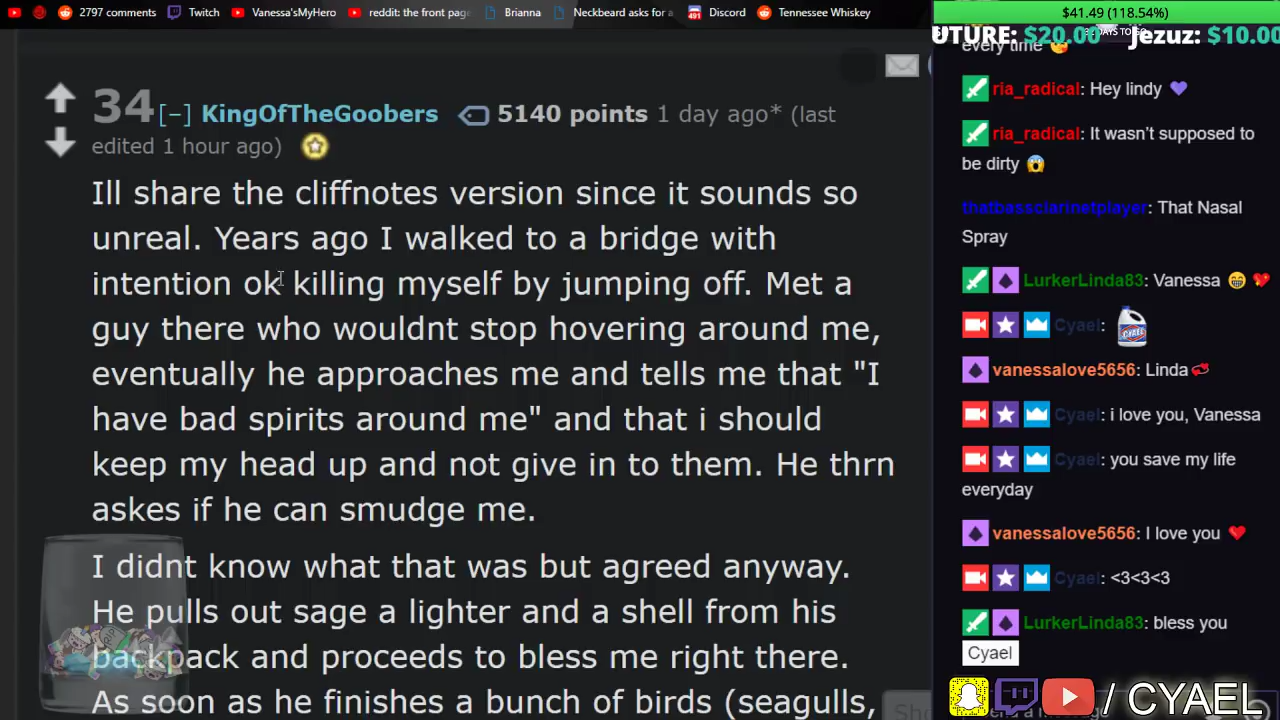 2797 comments
Twitch
Vanessa'sMyHero
reddit: the front page
Brianna
Neckbeard asks for a
491
Discord
Tennessee Whiskey
34 [-] KingOfTheGoobers 5140 points 1 day ago* (last
edited 1 hour ago)
Ill share the cliffnotes version since it sounds so
unreal. Years ago I walked to a bridge with
intention ok killing myself by jumping off. Met a
guy there who wouldnt stop hovering around me,
eventually he approaches me and tells me that "I
have bad spirits around me" and that i should
keep my head up and not give in to them. He thrn
askes if he can smudge me.
I didnt know what that was but agreed anyway.
He pulls out sage a lighter and a shell from his
backpack and proceeds to bless me right there.
As soon as he finishes a bunch of birds (seagulls,
$41.49 (118.54%)
UTURE: $20.00 Jezuz: $10.00
every time
ria_radical: Hey lindy
ria_radical: It wasn't supposed to
be dirty
thatbassclarinetplayer: That Nasal
Spray
LurkerLinda83: Vanessa
Cyael:
CYAEL
vanessalove5656: Linda
Cyael: i love you, Vanessa
Cyael: you save my life
everyday
vanessalove5656: I love you
Cyael: <3<3<3
LurkerLinda83: bless you
Cyael
/ CYAEL